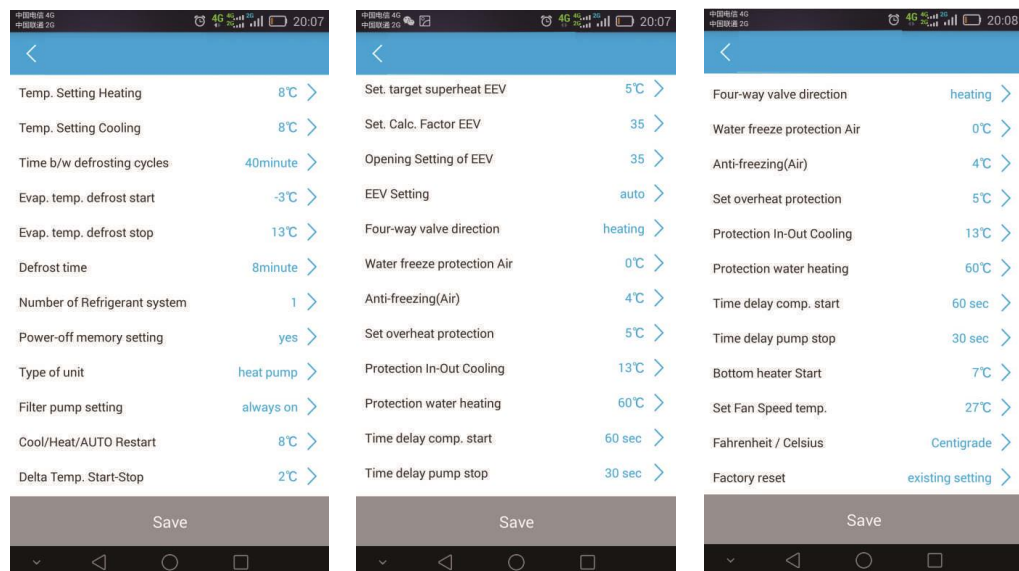 中国电信 4G
中国联通 2G
4G 4G 2G 2G 20:07
Temp. Setting Heating 8℃
Temp. Setting Cooling 8℃
Time b/w defrosting cycles 40minute
Evap. temp. defrost start -3℃
Evap. temp. defrost stop 13℃
Defrost time 8minute
Number of Refrigerant system 1
Power-off memory setting yes
Type of unit heat pump
Filter pump setting always on
Cool/Heat/AUTO Restart 8℃
Delta Temp. Start-Stop 2℃
Save
中国电信 4G
中国联通 2G
4G 4G 2G 2G 20:07
Set. target superheat EEV 5℃
Set. Calc. Factor EEV 35
Opening Setting of EEV 35
EEV Setting auto
Four-way valve direction heating
Water freeze protection Air 0℃
Anti-freezing(Air) 4℃
Set overheat protection 5℃
Protection In-Out Cooling 13℃
Protection water heating 60℃
Time delay comp. start 60 sec
Time delay pump stop 30 sec
Save
中国电信 4G
中国联通 2G
4G 4G 2G 2G 20:08
Four-way valve direction heating
Water freeze protection Air 0℃
Anti-freezing(Air) 4℃
Set overheat protection 5℃
Protection In-Out Cooling 13℃
Protection water heating 60℃
Time delay comp. start 60 sec
Time delay pump stop 30 sec
Bottom heater Start 7℃
Set Fan Speed temp. 27℃
Fahrenheit / Celsius Centigrade
Factory reset existing setting
Save